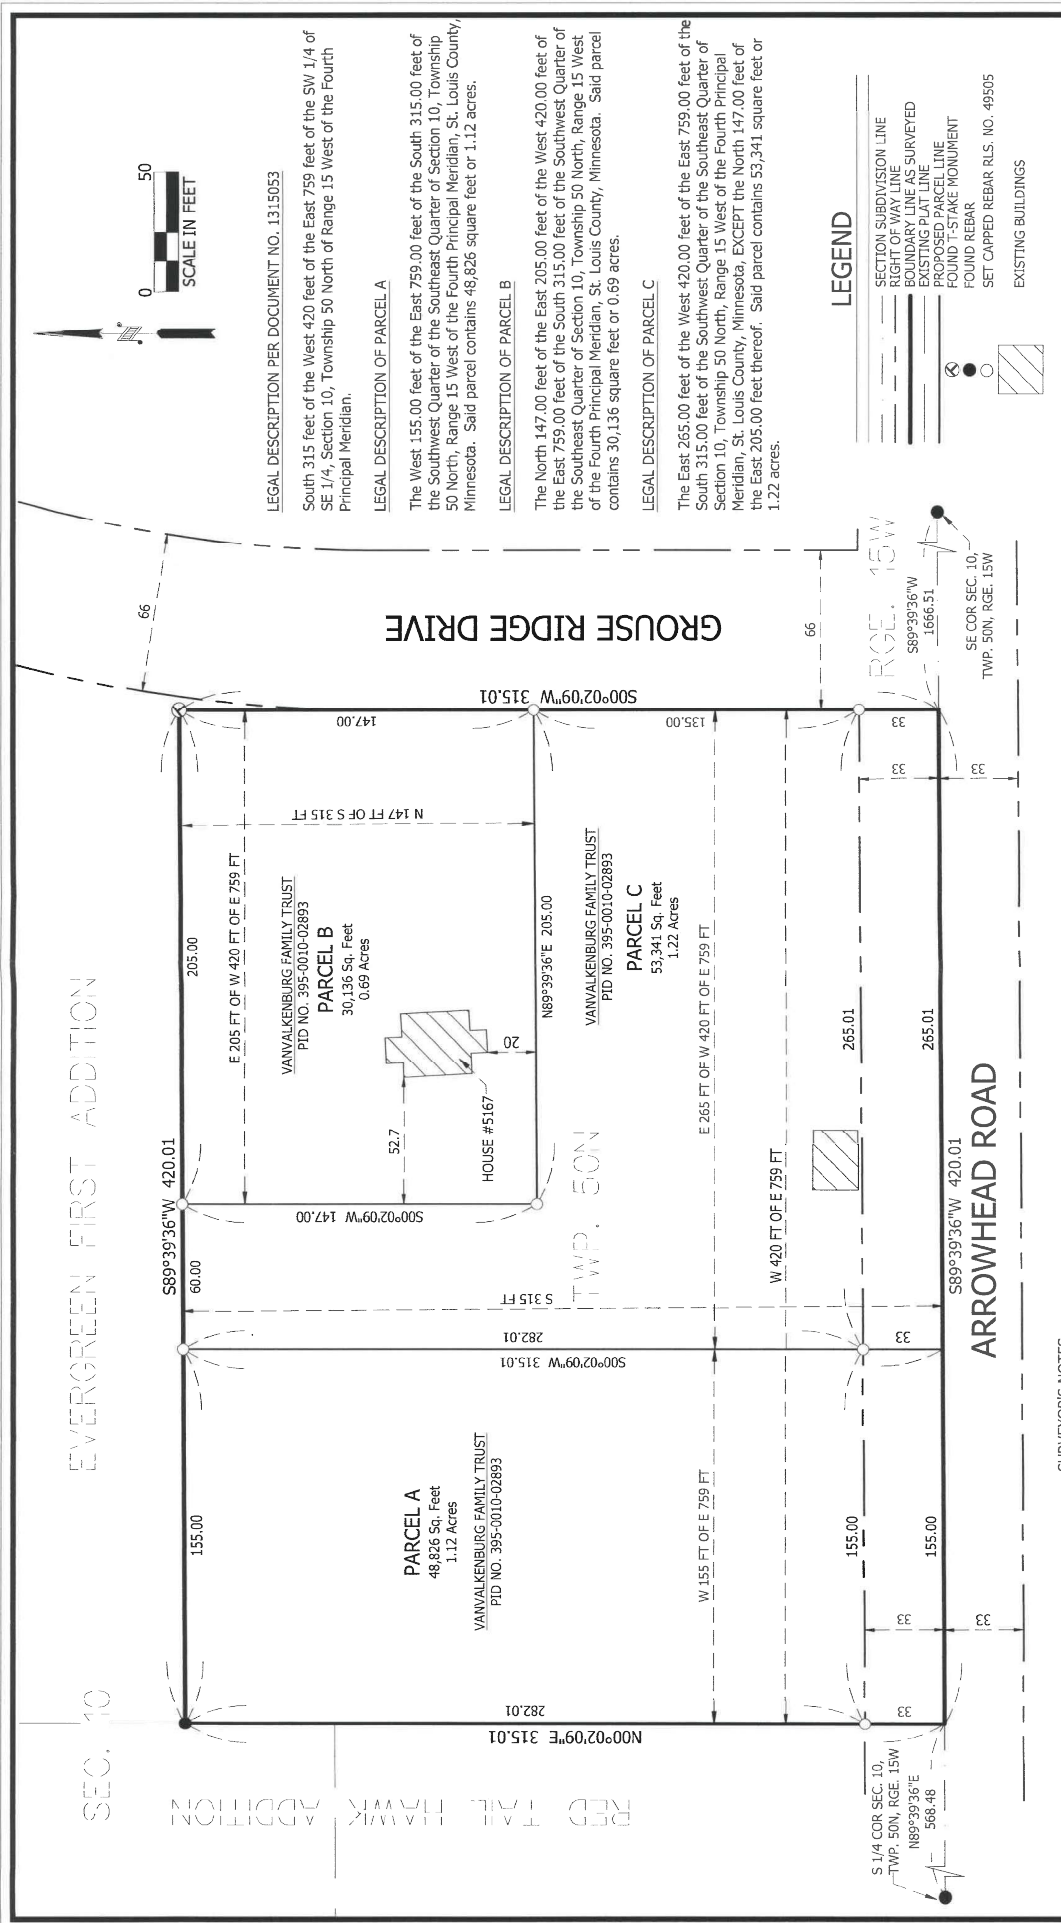 EVERGREEN FIRST ADDITION
SEC. 10
RED TAIL HAWK ADDITION
TWP. 50N
RGE. 15W
S89°39'36"W 420.01
155.00
60.00
205.00
N00°02'09"E 315.01
282.01
33
PARCEL A
48,826 Sq. Feet
1.12 Acres
VANVALKENBURG FAMILY TRUST
PID NO. 395-0010-02893
W 155 FT OF E 759 FT
155.00
155.00
33
33
282.01
S00°02'09"W 315.01
33
S 315 FT
S00°02'09"W 147.00
E 205 FT OF W 420 FT OF E 759 FT
VANVALKENBURG FAMILY TRUST
PID NO. 395-0010-02893
PARCEL B
30,136 Sq. Feet
0.69 Acres
52.7
HOUSE #5167
20
N 147 FT OF S 315 FT
N89°39'36"E 205.00
VANVALKENBURG FAMILY TRUST
PID NO. 395-0010-02893
PARCEL C
53,341 Sq. Feet
1.22 Acres
E 265 FT OF W 420 FT OF E 759 FT
W 420 FT OF E 759 FT
265.01
265.01
S89°39'36"W 420.01
ARROWHEAD ROAD
147.00
S00°02'09"W 315.01
135.00
33
33
33
GROUSE RIDGE DRIVE
66
66
S 1/4 COR SEC. 10,
TWP. 50N, RGE. 15W
N89°39'36"E
568.48
S89°39'36"W
1666.51
SE COR SEC. 10,
TWP. 50N, RGE. 15W
0 50
SCALE IN FEET
LEGAL DESCRIPTION PER DOCUMENT NO. 1315053
South 315 feet of the West 420 feet of the East 759 feet of the SW 1/4 of
SE 1/4, Section 10, Township 50 North of Range 15 West of the Fourth
Principal Meridian.
LEGAL DESCRIPTION OF PARCEL A
The West 155.00 feet of the East 759.00 feet of the South 315.00 feet of
the Southwest Quarter of the Southeast Quarter of Section 10, Township
50 North, Range 15 West of the Fourth Principal Meridian, St. Louis County,
Minnesota. Said parcel contains 48,826 square feet or 1.12 acres.
LEGAL DESCRIPTION OF PARCEL B
The North 147.00 feet of the East 205.00 feet of the West 420.00 feet of
the East 759.00 feet of the South 315.00 feet of the Southwest Quarter of
the Southeast Quarter of Section 10, Township 50 North, Range 15 West
of the Fourth Principal Meridian, St. Louis County, Minnesota. Said parcel
contains 30,136 square feet or 0.69 acres.
LEGAL DESCRIPTION OF PARCEL C
The East 265.00 feet of the West 420.00 feet of the East 759.00 feet of the
South 315.00 feet of the Southwest Quarter of the Southeast Quarter of
Section 10, Township 50 North, Range 15 West of the Fourth Principal
Meridian, St. Louis County, Minnesota, EXCEPT the North 147.00 feet of
the East 205.00 feet thereof. Said parcel contains 53,341 square feet or
1.22 acres.
LEGEND
SECTION SUBDIVISION LINE
RIGHT OF WAY LINE
BOUNDARY LINE AS SURVEYED
EXISTING PLAT LINE
PROPOSED PARCEL LINE
FOUND T-STAKE MONUMENT
FOUND REBAR
SET CAPPED REBAR RLS. NO. 49505
EXISTING BUILDINGS